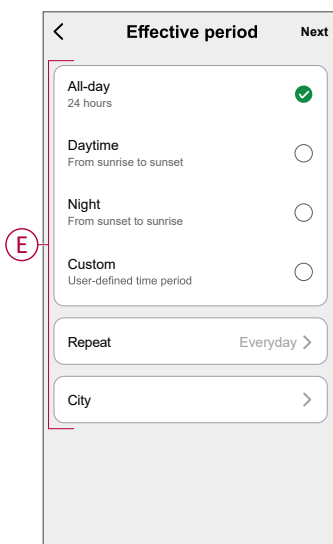 Effective period Next
All-day
24 hours
Daytime
From sunrise to sunset
Night
From sunset to sunrise
E
Custom
User-defined time period
Repeat Everyday
City